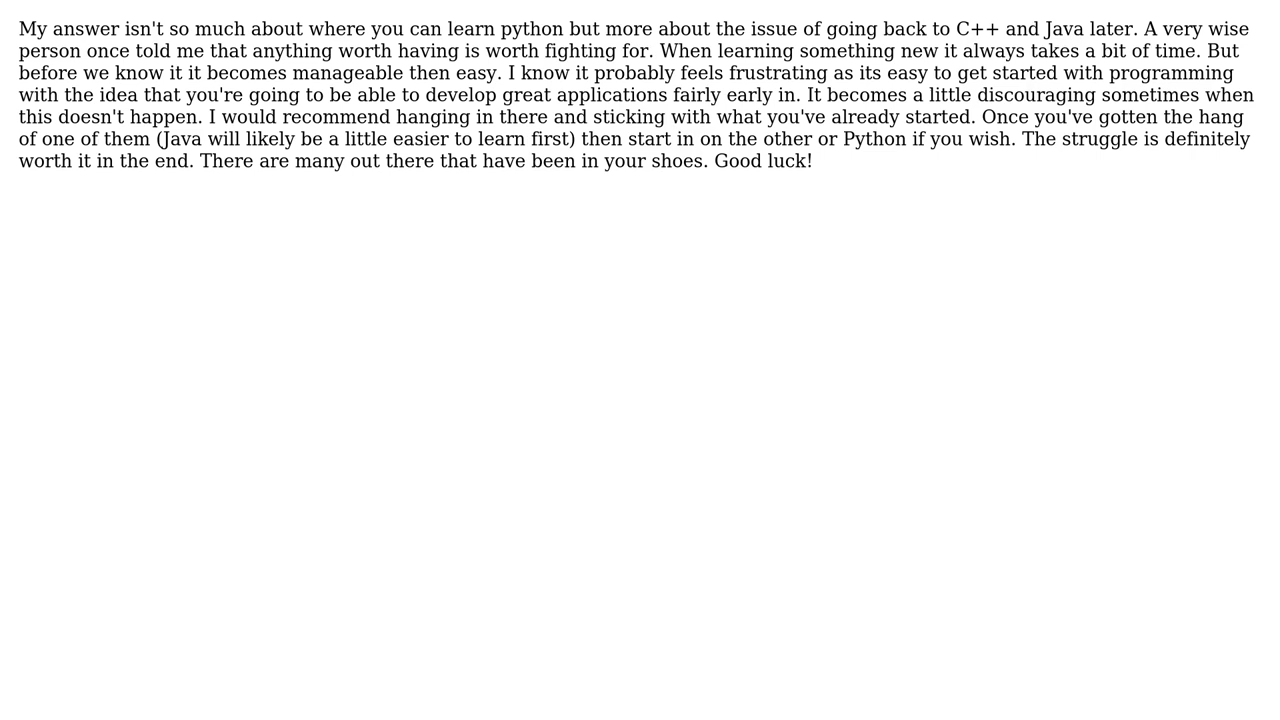 My answer isn't so much about where you can learn python but more about the issue of going back to C++ and Java later. A very wise
person once told me that anything worth having is worth fighting for. When learning something new it always takes a bit of time. But
before we know it it becomes manageable then easy. I know it probably feels frustrating as its easy to get started with programming
with the idea that you're going to be able to develop great applications fairly early in. It becomes a little discouraging sometimes when
this doesn't happen. I would recommend hanging in there and sticking with what you've already started. Once you've gotten the hang
of one of them (Java will likely be a little easier to learn first) then start in on the other or Python if you wish. The struggle is definitely
worth it in the end. There are many out there that have been in your shoes. Good luck!